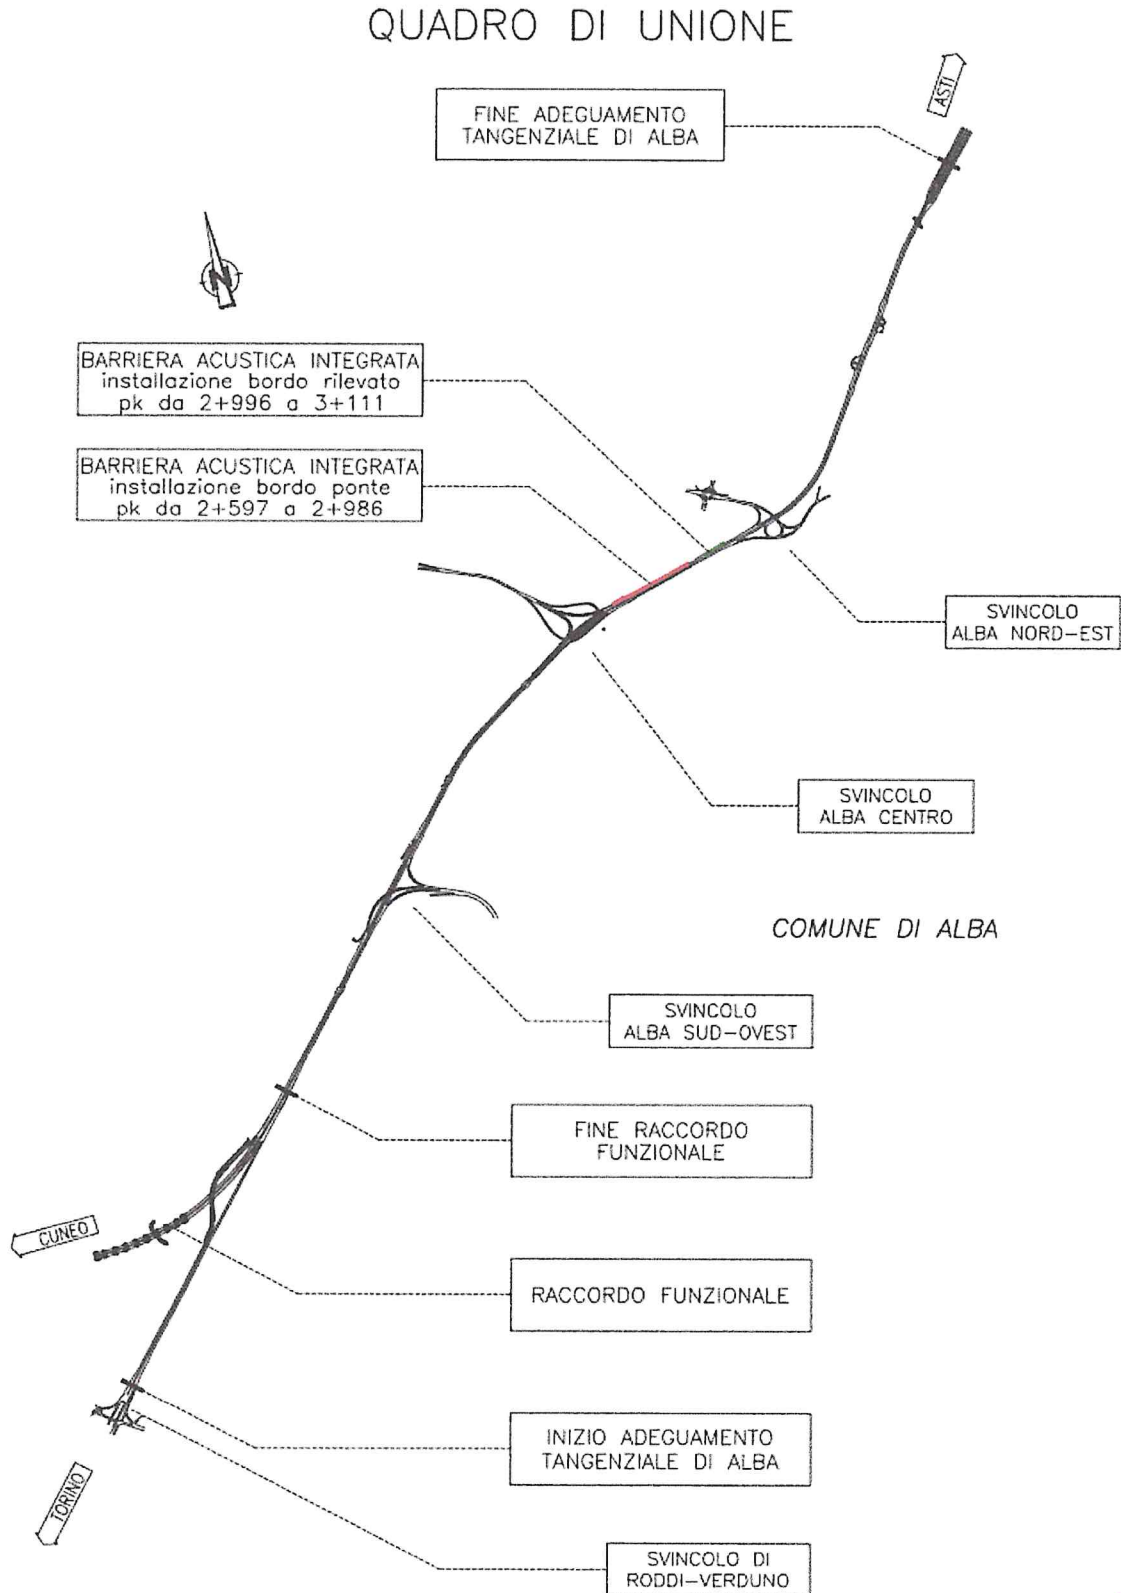 QUADRO DI UNIONE
ASTI
FINE ADEGUAMENTO
TANGENZIALE DI ALBA
N
BARRIERA ACUSTICA INTEGRATA
installazione bordo rilevato
pk da 2+996 a 3+111
BARRIERA ACUSTICA INTEGRATA
installazione bordo ponte
pk da 2+597 a 2+986
SVINCOLO
ALBA NORD-EST
SVINCOLO
ALBA CENTRO
COMUNE DI ALBA
SVINCOLO
ALBA SUD-OVEST
FINE RACCORDO
FUNZIONALE
CUNEO
RACCORDO FUNZIONALE
INIZIO ADEGUAMENTO
TANGENZIALE DI ALBA
TORINO
SVINCOLO DI
RODDI-VERDUNO